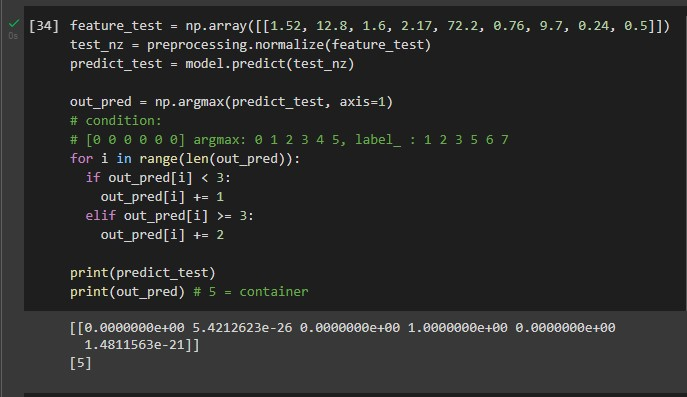 [34] feature_test = np.array([[1.52, 12.8, 1.6, 2.17, 72.2, 0.76, 9.7, 0.24, 0.5]])
0s
test_nz = preprocessing.normalize(feature_test)
predict_test = model.predict(test_nz)
out_pred = np.argmax(predict_test, axis=1)
# condition:
# [0 0 0 0 0 0] argmax: 0 1 2 3 4 5, label_ : 1 2 3 5 6 7
for i in range(len(out_pred)):
if out_pred[i] < 3:
out_pred[i] += 1
elif out_pred[i] >= 3:
out_pred[i] += 2
print(predict_test)
print(out_pred) # 5 = container
[[0.0000000e+00 5.4212623e-26 0.0000000e+00 1.0000000e+00 0.0000000e+00
1.4811563e-21]]
[5]